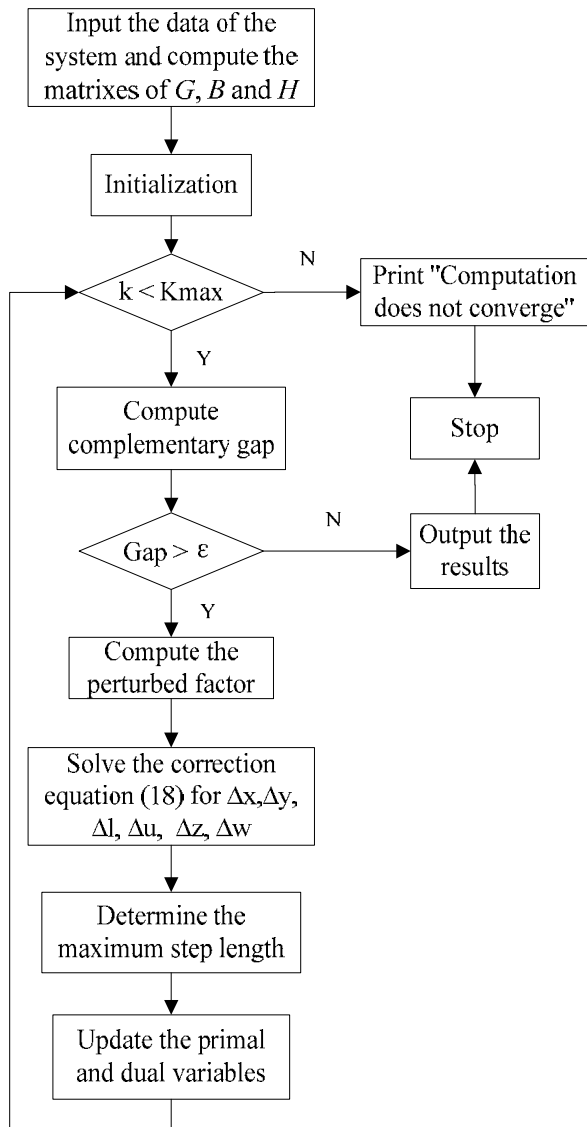 Input the data of the
system and compute the
matrixes of G, B and H
Initialization
k < Kmax
N
Print "Computation
does not converge"
Y
Compute
complementary gap
Stop
Gap > ε
N
Output the
results
Y
Compute the
perturbed factor
Solve the correction
equation (18) for Δx,Δy,
Δl, Δu, Δz, Δw
Determine the
maximum step length
Update the primal
and dual variables